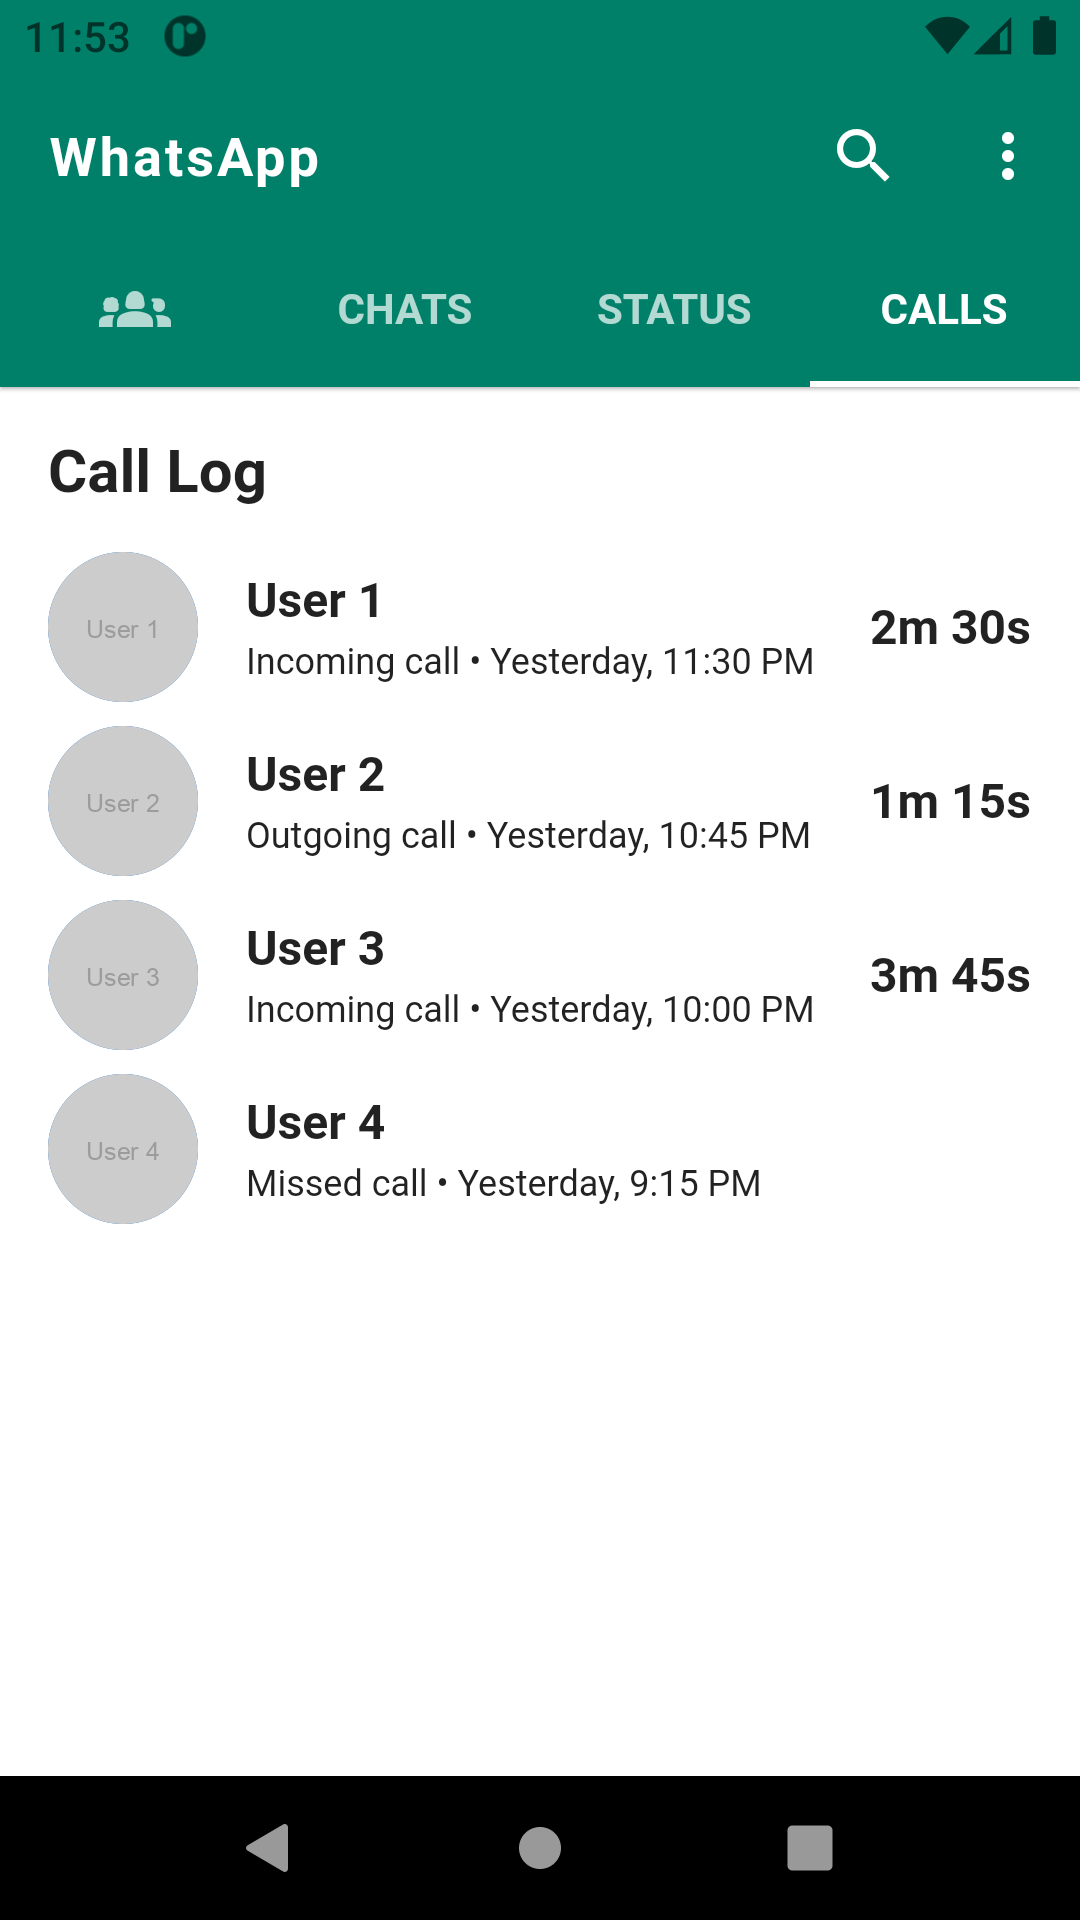 11:53
WhatsApp
CHATS STATUS CALLS
Call Log
User 1
User 1
Incoming call • Yesterday, 11:30 PM
2m 30s
User 2
User 2
Outgoing call • Yesterday, 10:45 PM
1m 15s
User 3
User 3
Incoming call • Yesterday, 10:00 PM
3m 45s
User 4
User 4
Missed call • Yesterday, 9:15 PM